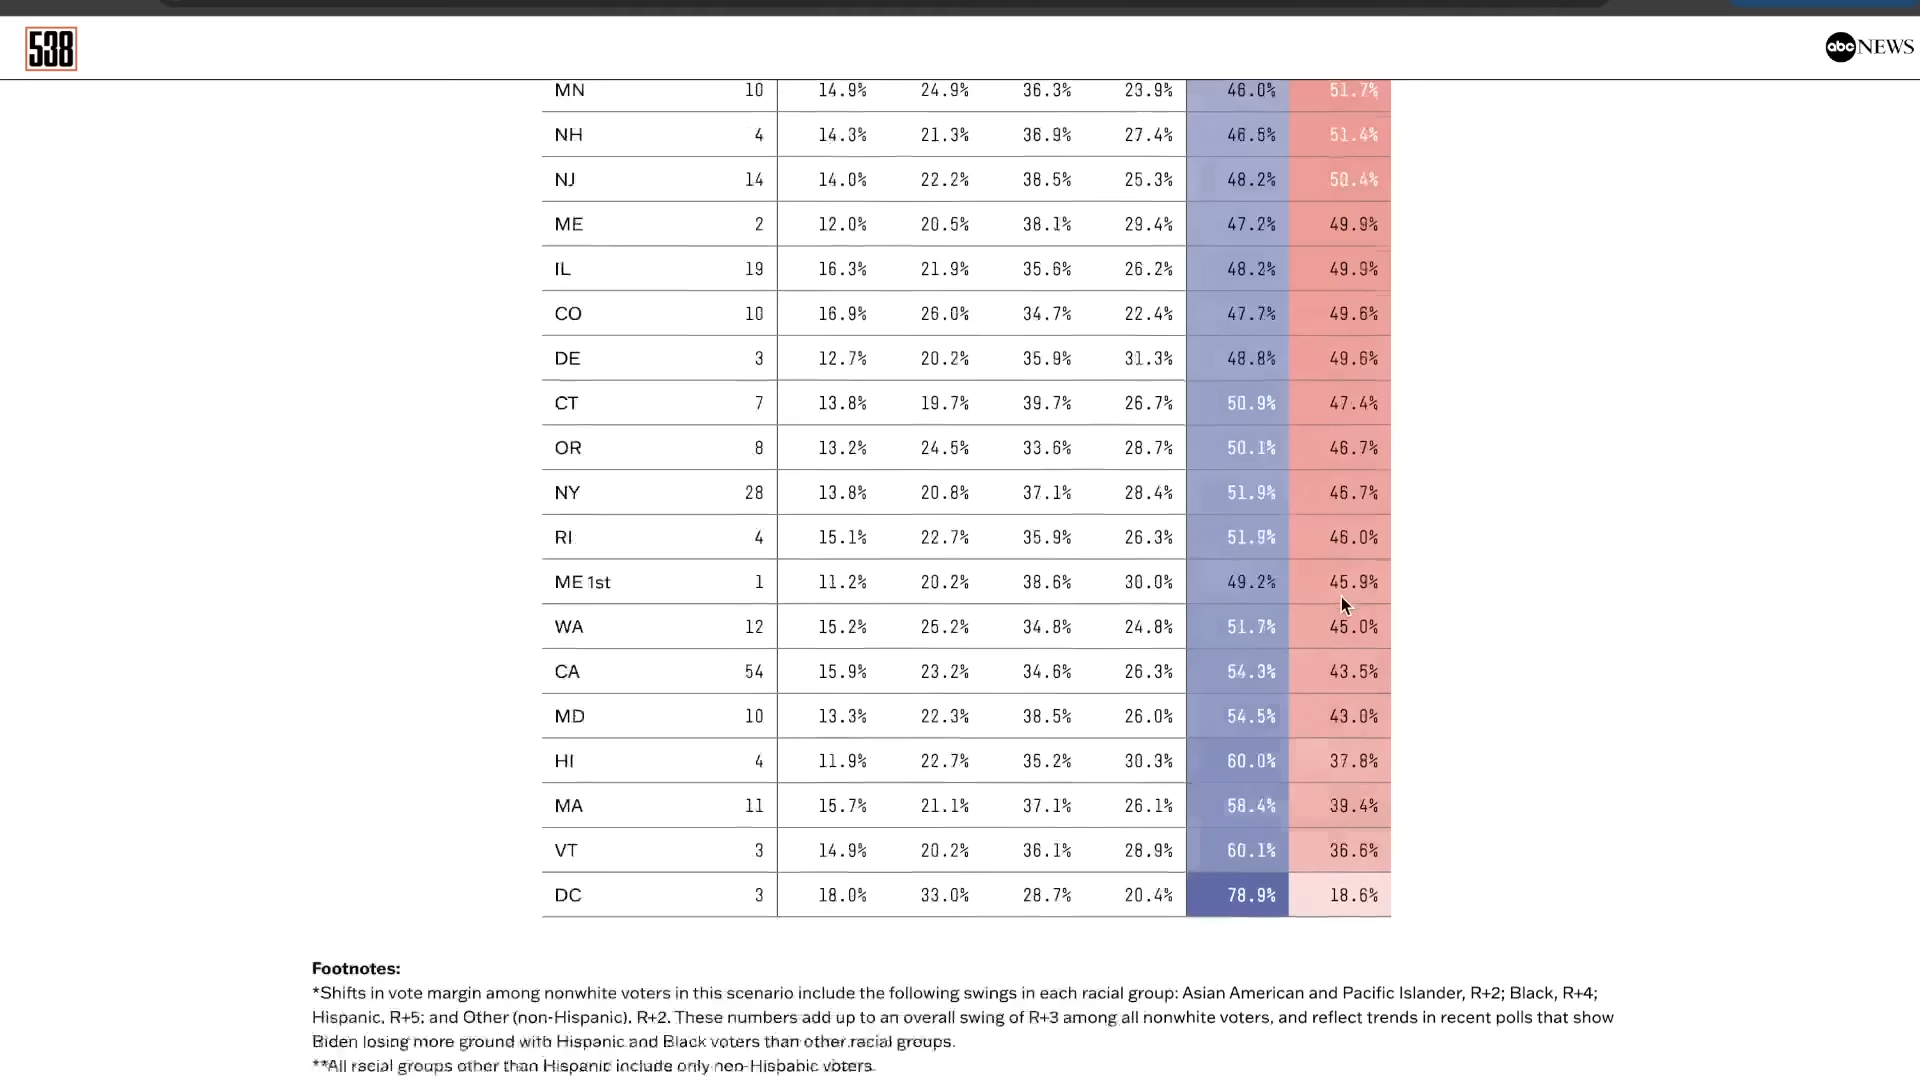 538
abc NEWS
MN 10 14.9% 24.9% 36.3% 23.9% 46.0% 51.7%
NH 4 14.3% 21.3% 36.9% 27.4% 46.5% 51.4%
NJ 14 14.0% 22.2% 38.5% 25.3% 48.2% 50.4%
ME 2 12.0% 20.5% 38.1% 29.4% 47.2% 49.9%
IL 19 16.3% 21.9% 35.6% 26.2% 48.2% 49.9%
CO 10 16.9% 26.0% 34.7% 22.4% 47.7% 49.6%
DE 3 12.7% 20.2% 35.9% 31.3% 48.8% 49.6%
CT 7 13.8% 19.7% 39.7% 26.7% 50.9% 47.4%
OR 8 13.2% 24.5% 33.6% 28.7% 50.1% 46.7%
NY 28 13.8% 20.8% 37.1% 28.4% 51.9% 46.7%
RI 4 15.1% 22.7% 35.9% 26.3% 51.9% 46.0%
ME 1st 1 11.2% 20.2% 38.6% 30.0% 49.2% 45.9%
WA 12 15.2% 25.2% 34.8% 24.8% 51.7% 45.0%
CA 54 15.9% 23.2% 34.6% 26.3% 54.3% 43.5%
MD 10 13.3% 22.3% 38.5% 26.0% 54.5% 43.0%
HI 4 11.9% 22.7% 35.2% 30.3% 60.0% 37.8%
MA 11 15.7% 21.1% 37.1% 26.1% 58.4% 39.4%
VT 3 14.9% 20.2% 36.1% 28.9% 60.1% 36.6%
DC 3 18.0% 33.0% 28.7% 20.4% 78.9% 18.6%
Footnotes:
*Shifts in vote margin among nonwhite voters in this scenario include the following swings in each racial group: Asian American and Pacific Islander, R+2; Black, R+4;
Hispanic, R+5; and Other (non-Hispanic), R+2. These numbers add up to an overall swing of R+3 among all nonwhite voters, and reflect trends in recent polls that show
Biden losing more ground with Hispanic and Black voters than other racial groups.
**All racial groups other than Hispanic include only non-Hispabic voters.